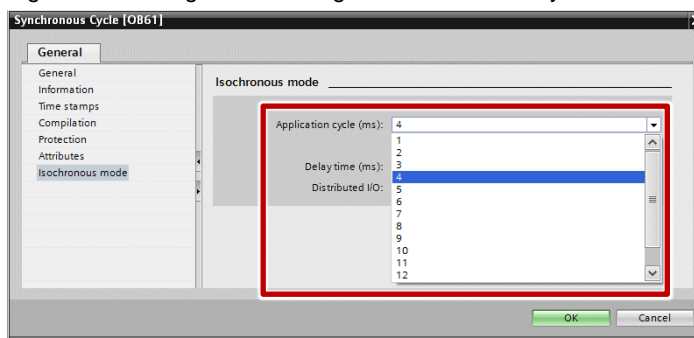 Synchronous Cycle [OB61]
General
General
Information
Time stamps
Compilation
Protection
Attributes
Isochronous mode
Isochronous mode
Application cycle (ms): 4
1
2
Delay time (ms): 3
4
Distributed I/O: 5
6
7
8
9
10
11
12
OK Cancel